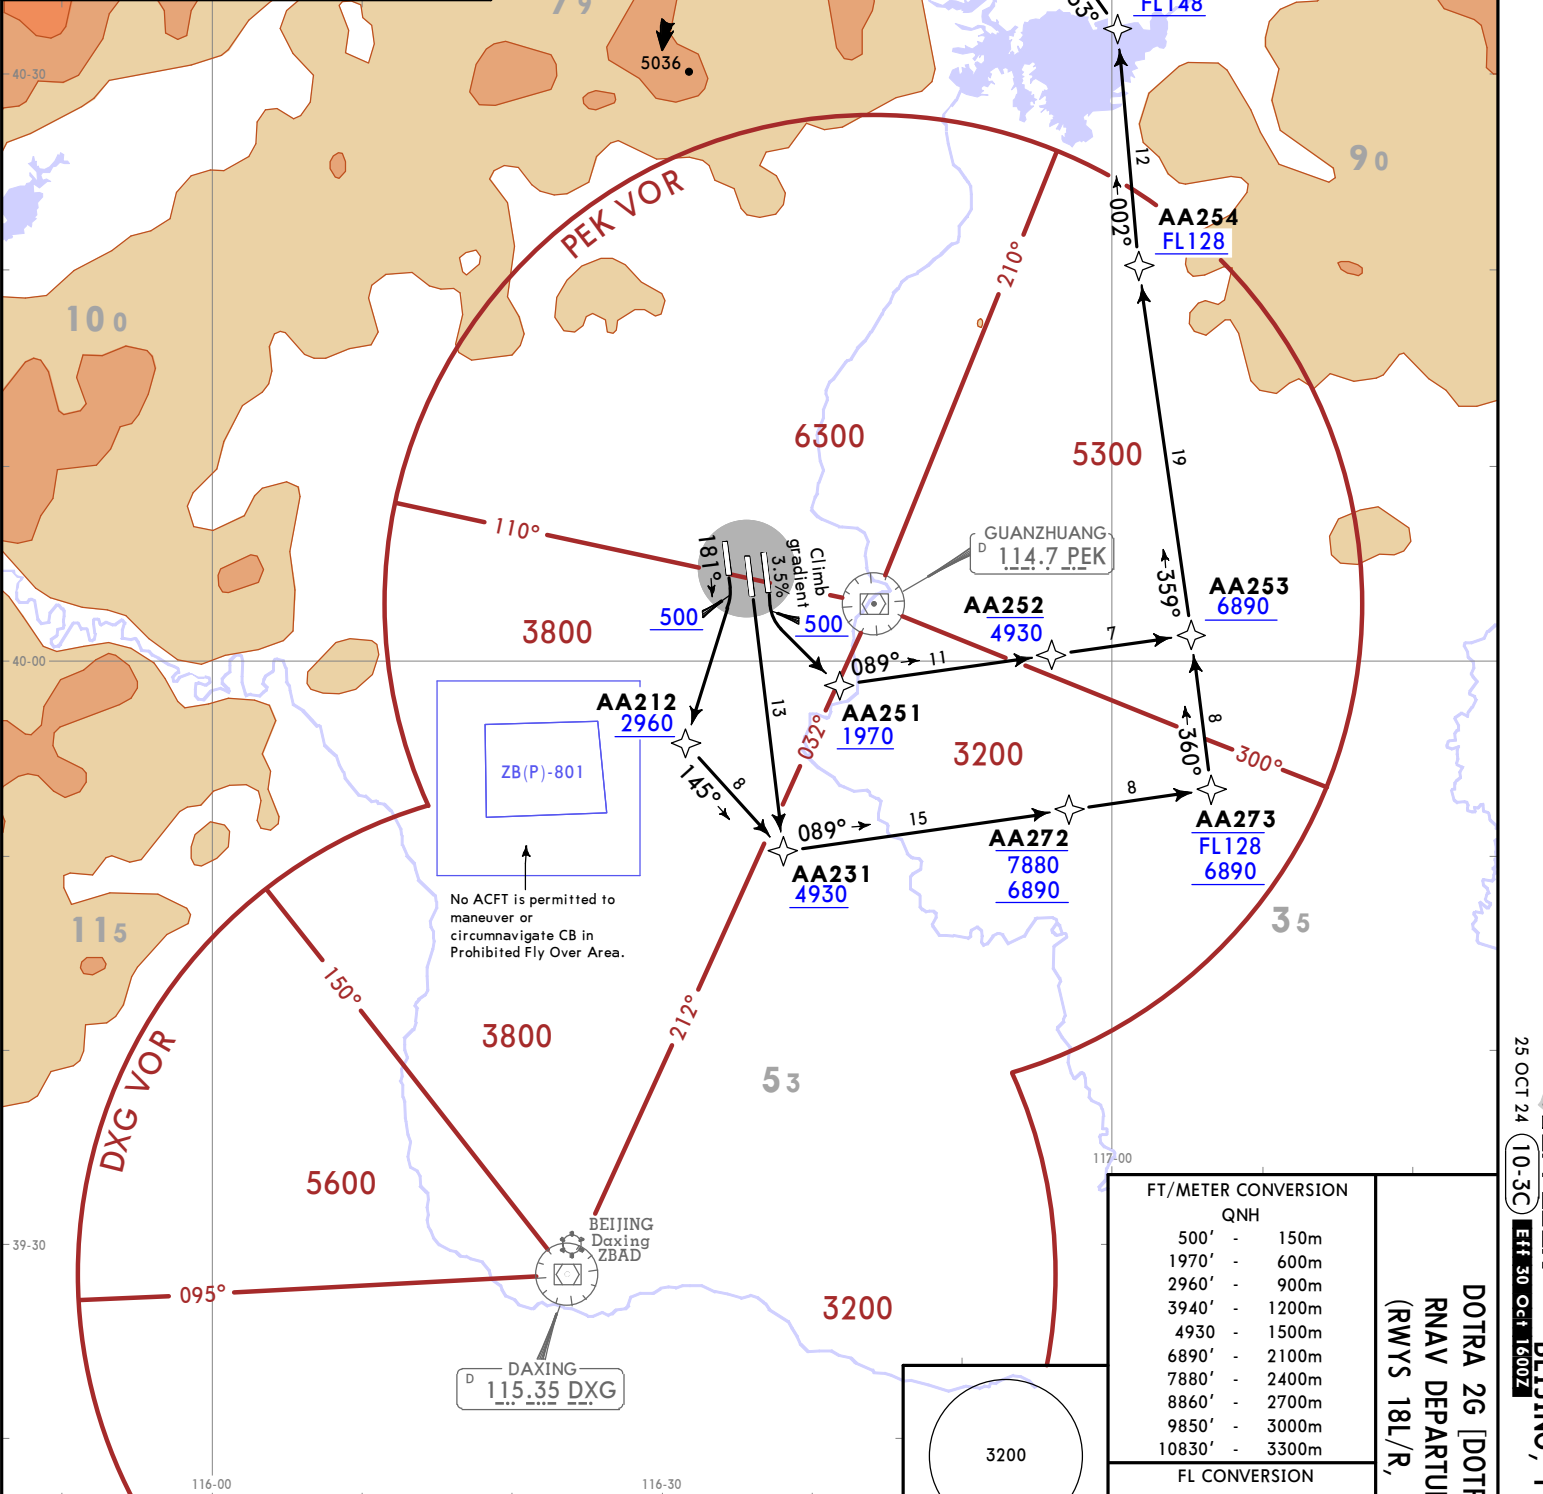 79
53°
FL148
5036
40-30
90
12
PEK VOR
002°
AA254
FL128
210°
100
6300
5300
19
110°
181°
Climb
gradient
3.5%
GUANZHUANG
D 114.7 PEK
359°
AA253
6890
AA252
4930
500
500
3800
7
089°
11
40-00
AA212
2960
13
AA251
1970
032°
3200
8
360°
300°
ZB(P)-801
145°
8
8
089°
15
AA273
FL128
6890
AA272
7880
6890
AA231
4930
No ACFT is permitted to
maneuver or
circumnavigate CB in
Prohibited Fly Over Area.
115
35
150°
212°
3800
53
DXG VOR
25 OCT 24
10-3C
Eff 30 Oct 1600Z
117-00
5600
BEIJING
Daxing
ZBAD
39-30
095°
3200
DAXING
D 115.35 DXG
FT/METER CONVERSION
QNH
500' - 150m
1970' - 600m
2960' - 900m
3940' - 1200m
4930 - 1500m
6890' - 2100m
7880' - 2400m
8860' - 2700m
9850' - 3000m
10830' - 3300m
FL CONVERSION
DOTRA 2G [DOTR
RNAV DEPARTU
(RWYS 18L/R,
3200
116-00
116-30